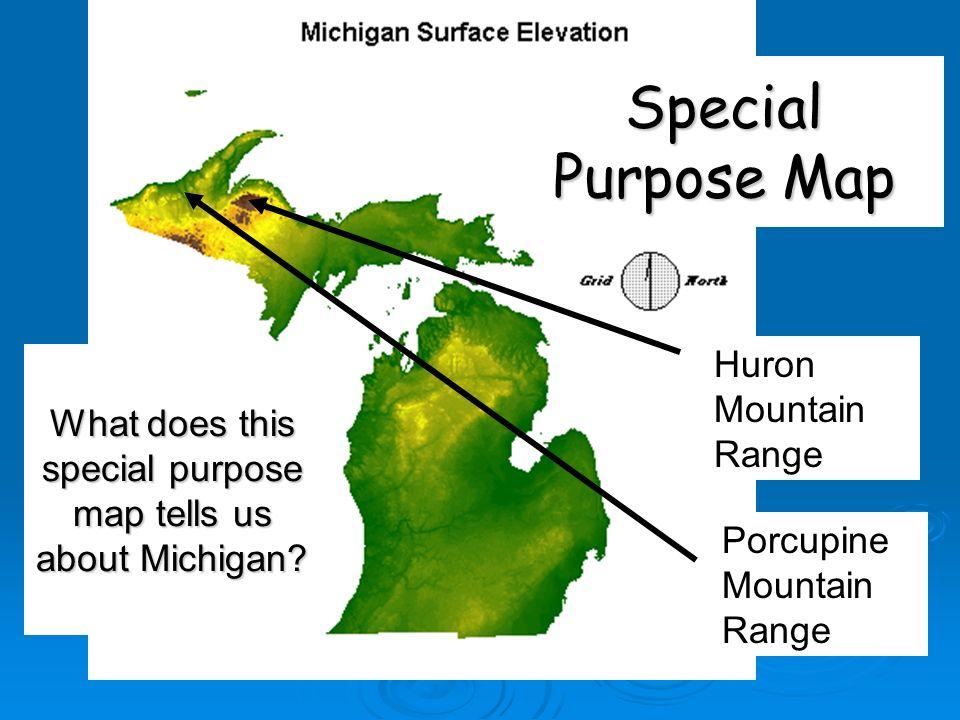 Michigan Surface Elevation
Special
Purpose Map
Grid North
Huron
Mountain
Range
What does this
special purpose
map tells us
about Michigan?
Porcupine
Mountain
Range